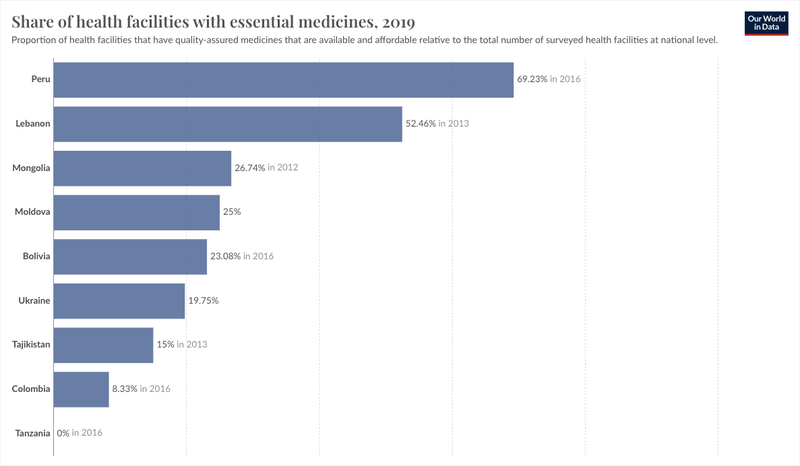 Share of health facilities with essential medicines, 2019
Our World
in Data
Proportion of health facilities that have quality-assured medicines that are available and affordable relative to the total number of surveyed health facilities at national level.
Peru 69.23% in 2016
Lebanon 52.46% in 2013
Mongolia 26.74% in 2012
Moldova 25%
Bolivia 23.08% in 2016
Ukraine 19.75%
Tajikistan 15% in 2013
Colombia 8.33% in 2016
Tanzania 0% in 2016